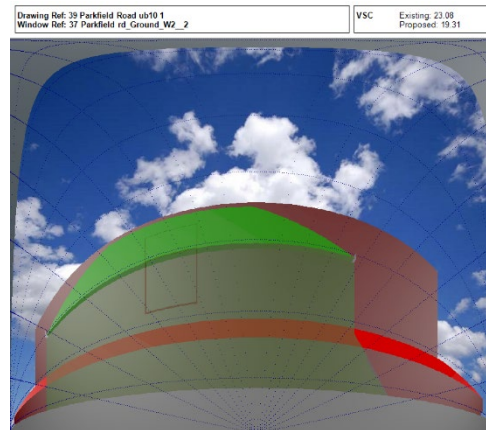 Drawing Ref: 39 Parkfield Road ub10 1
Window Ref: 37 Parkfield rd_Ground_W2__2
VSC
Existing: 23.08
Proposed: 19.31